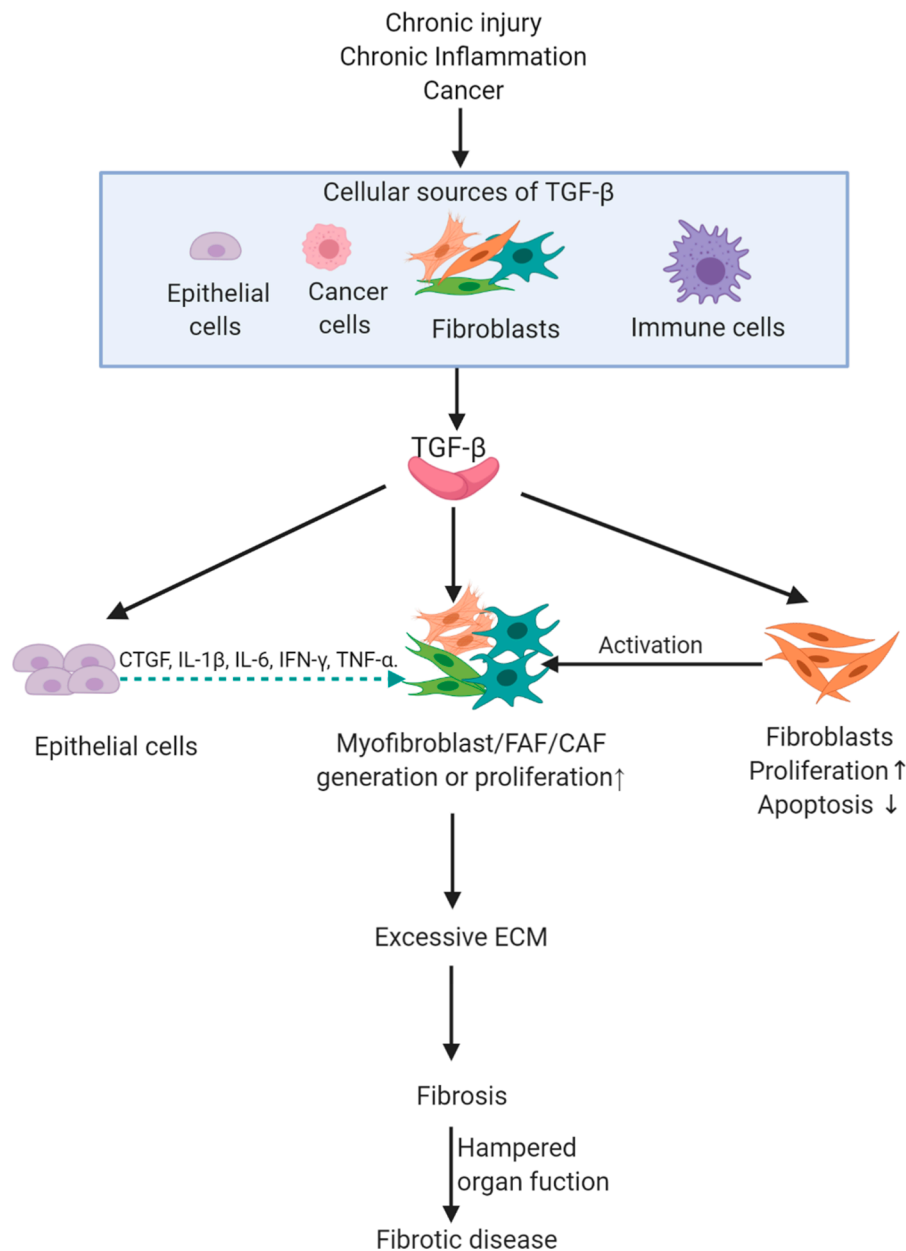 Chronic injury
Chronic Inflammation
Cancer
Cellular sources of TGF-β
Epithelial
cells
Cancer
cells
Fibroblasts
Immune cells
TGF-β
CTGF, IL-1β, IL-6, IFN-γ, TNF-α.
Activation
Epithelial cells
Myofibroblast/FAF/CAF
generation or proliferation↑
Fibroblasts
Proliferation↑
Apoptosis ↓
Excessive ECM
Fibrosis
Hampered
organ fuction
Fibrotic disease